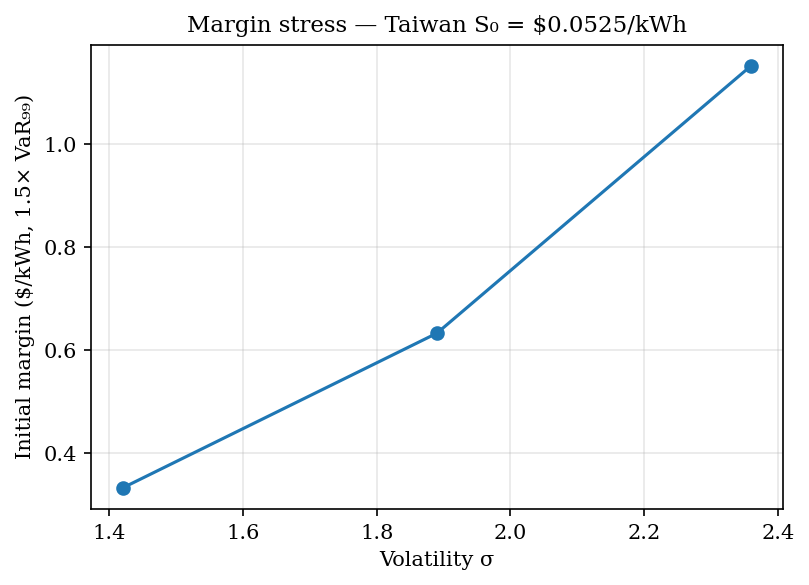 Margin stress — Taiwan S₀ = $0.0525/kWh
Initial margin ($/kWh, 1.5× VaR₉₉)
1.0
0.8
0.6
0.4
1.4 1.6 1.8 2.0 2.2 2.4
Volatility σ